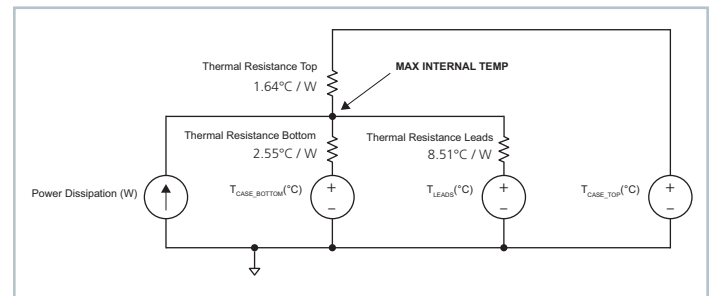 Thermal Resistance Top
1.64°C / W
MAX INTERNAL TEMP
Thermal Resistance Bottom
2.55°C / W
Thermal Resistance Leads
8.51°C / W
Power Dissipation (W)
T_CASE_BOTTOM(°C)
+
–
T_LEADS(°C)
+
–
T_CASE_TOP(°C)
+
–